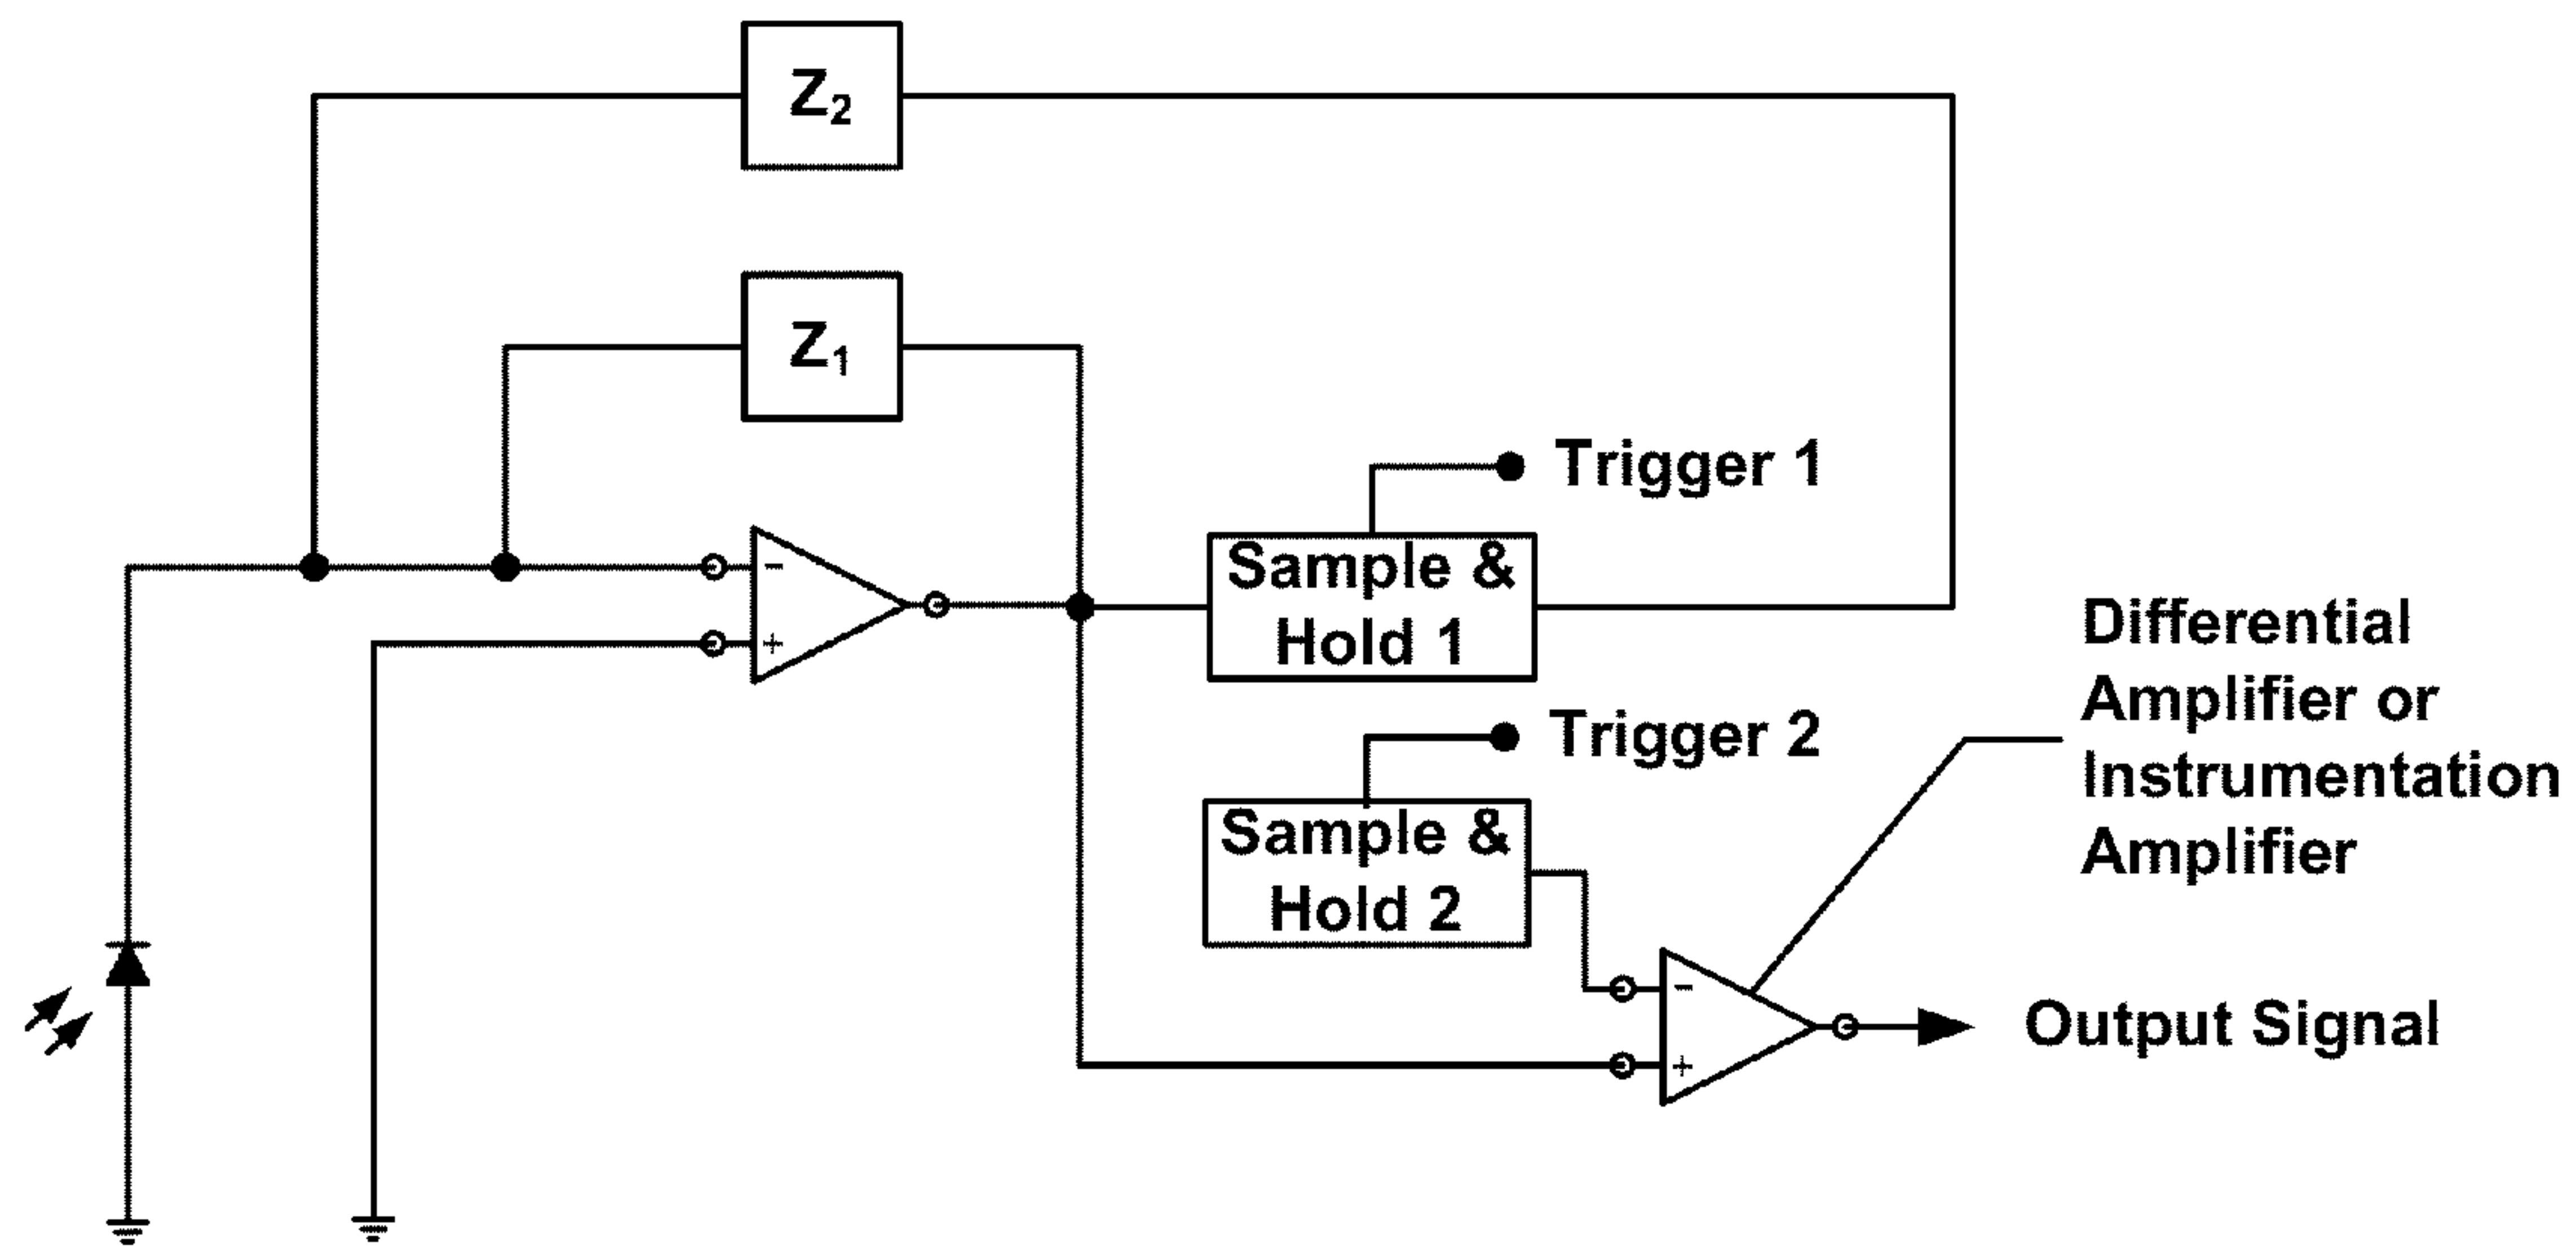 Z2
Z1
Trigger 1
Sample &
Hold 1
Trigger 2
Sample &
Hold 2
Differential
Amplifier or
Instrumentation
Amplifier
Output Signal
-
+
-
+